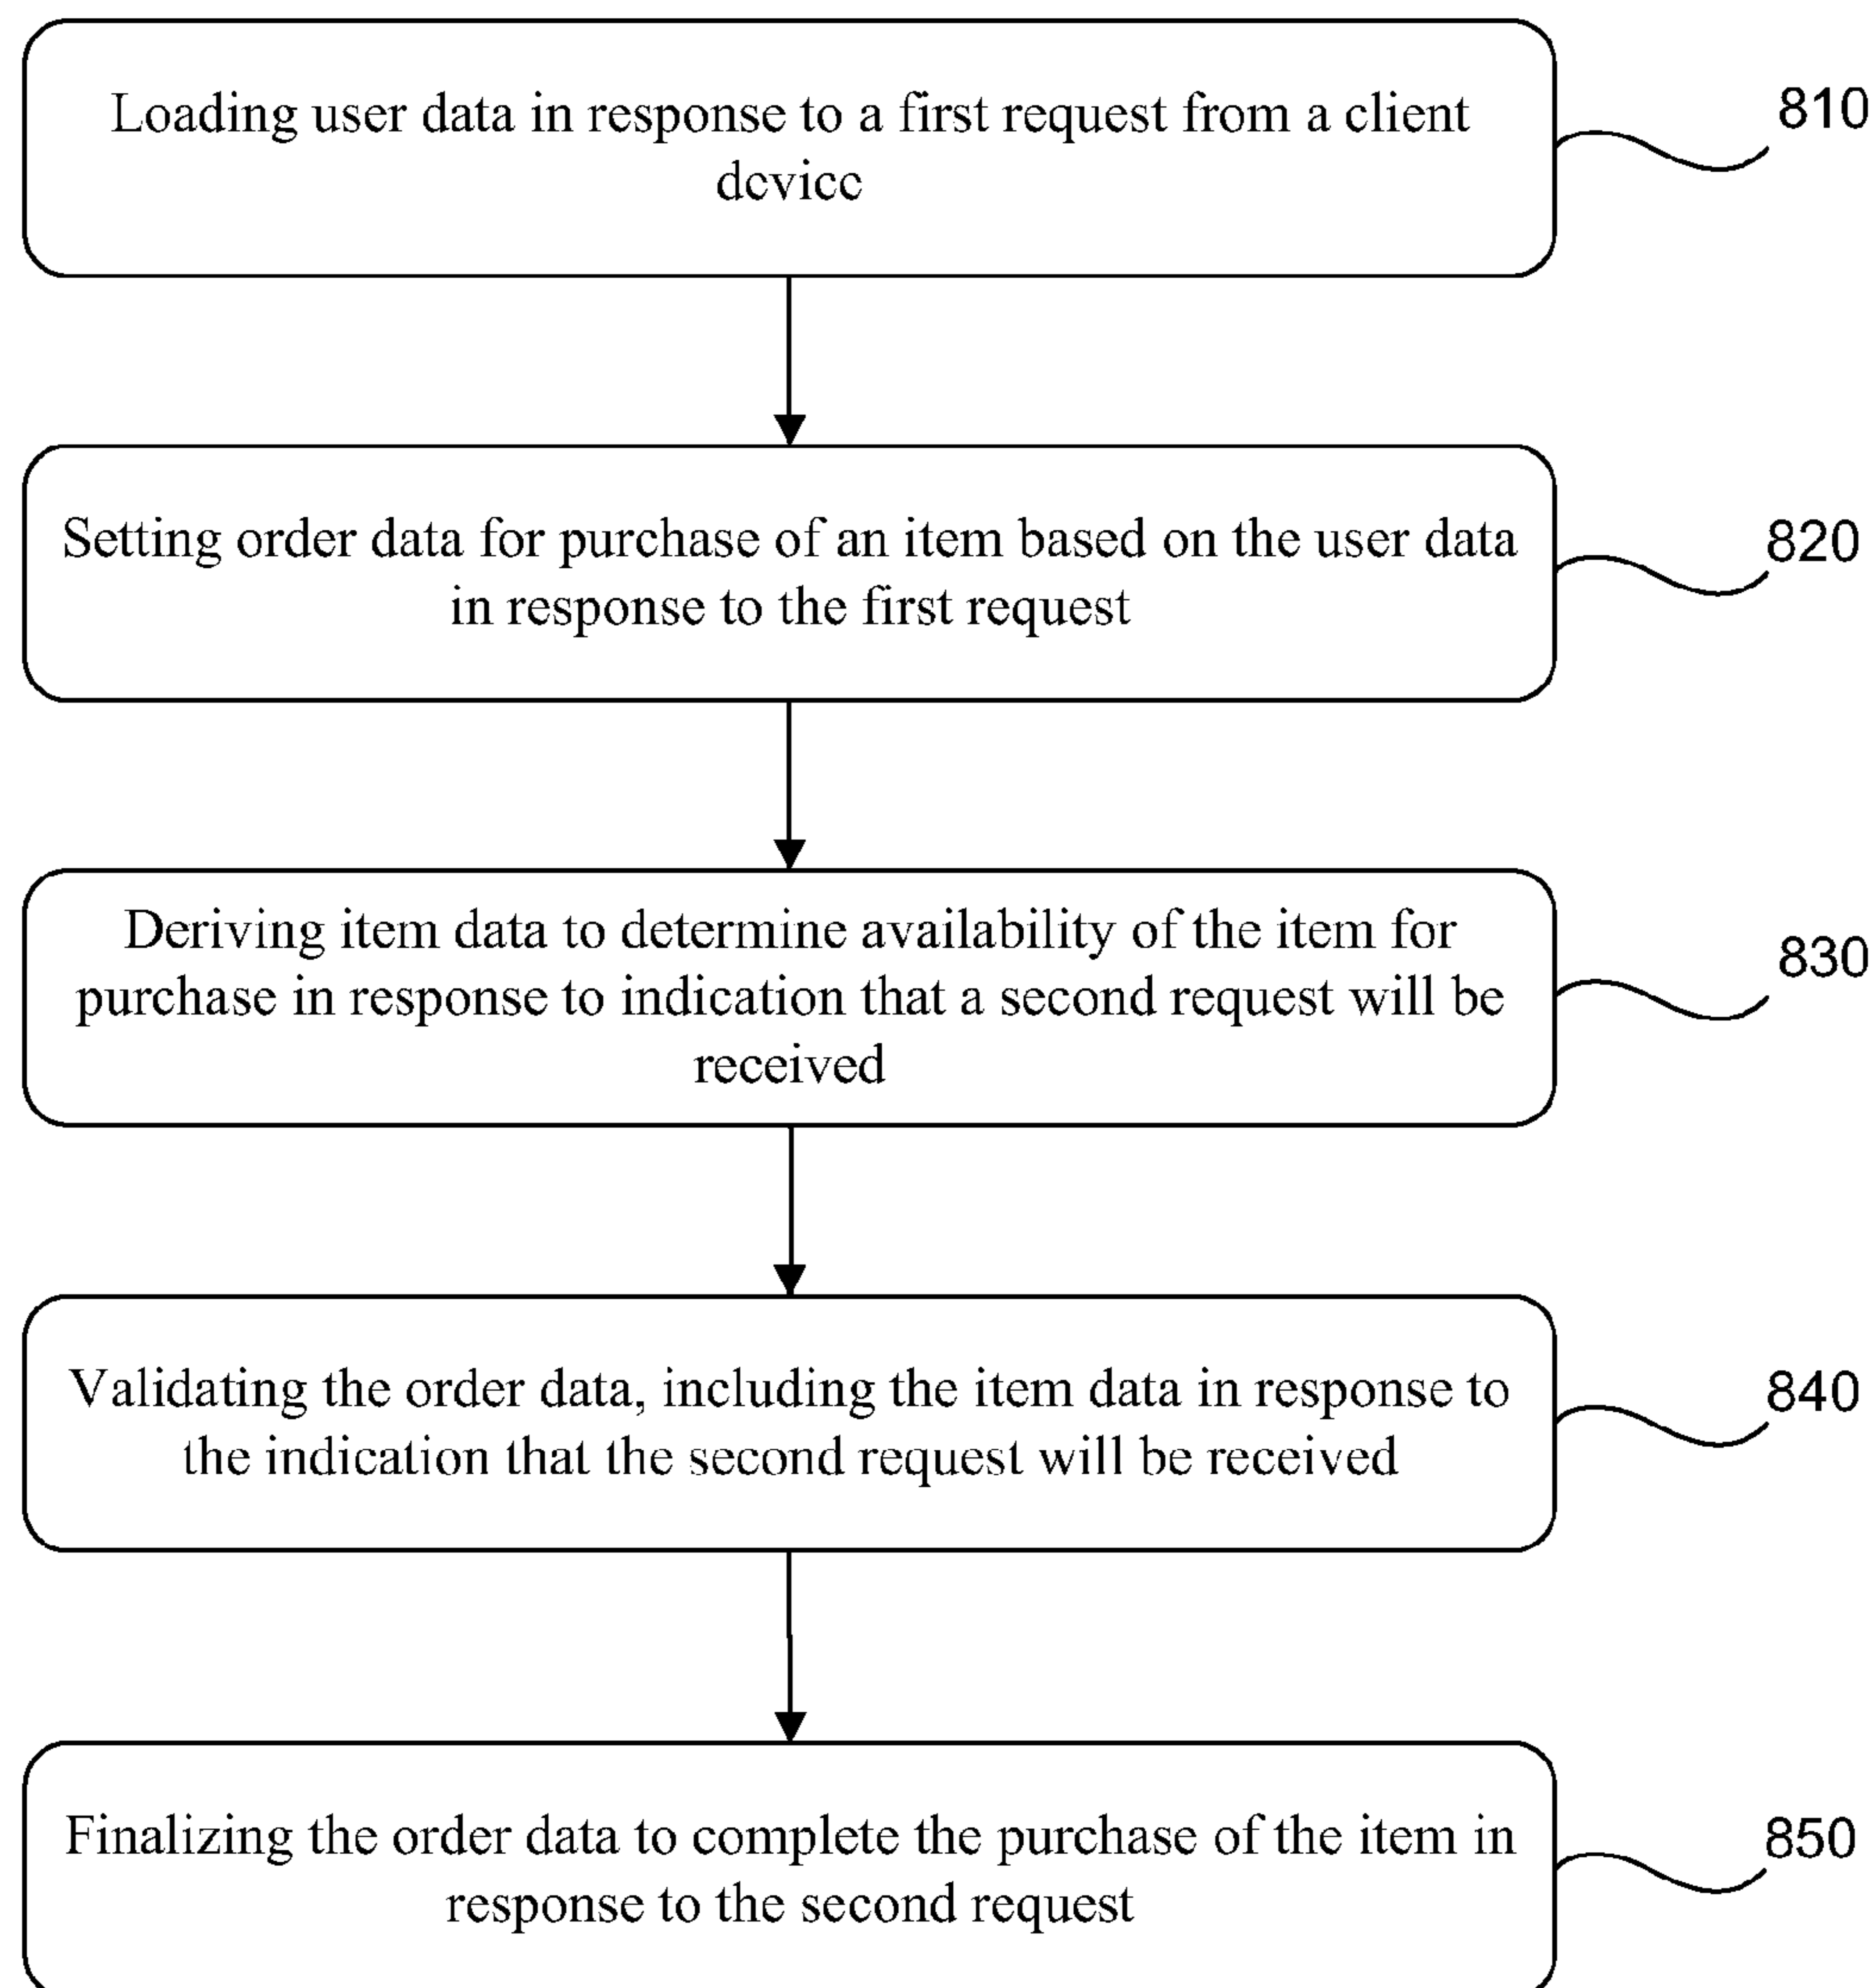 Loading user data in response to a first request from a client
device
810
Setting order data for purchase of an item based on the user data
in response to the first request
820
Deriving item data to determine availability of the item for
purchase in response to indication that a second request will be
received
830
Validating the order data, including the item data in response to
the indication that the second request will be received
840
Finalizing the order data to complete the purchase of the item in
response to the second request
850